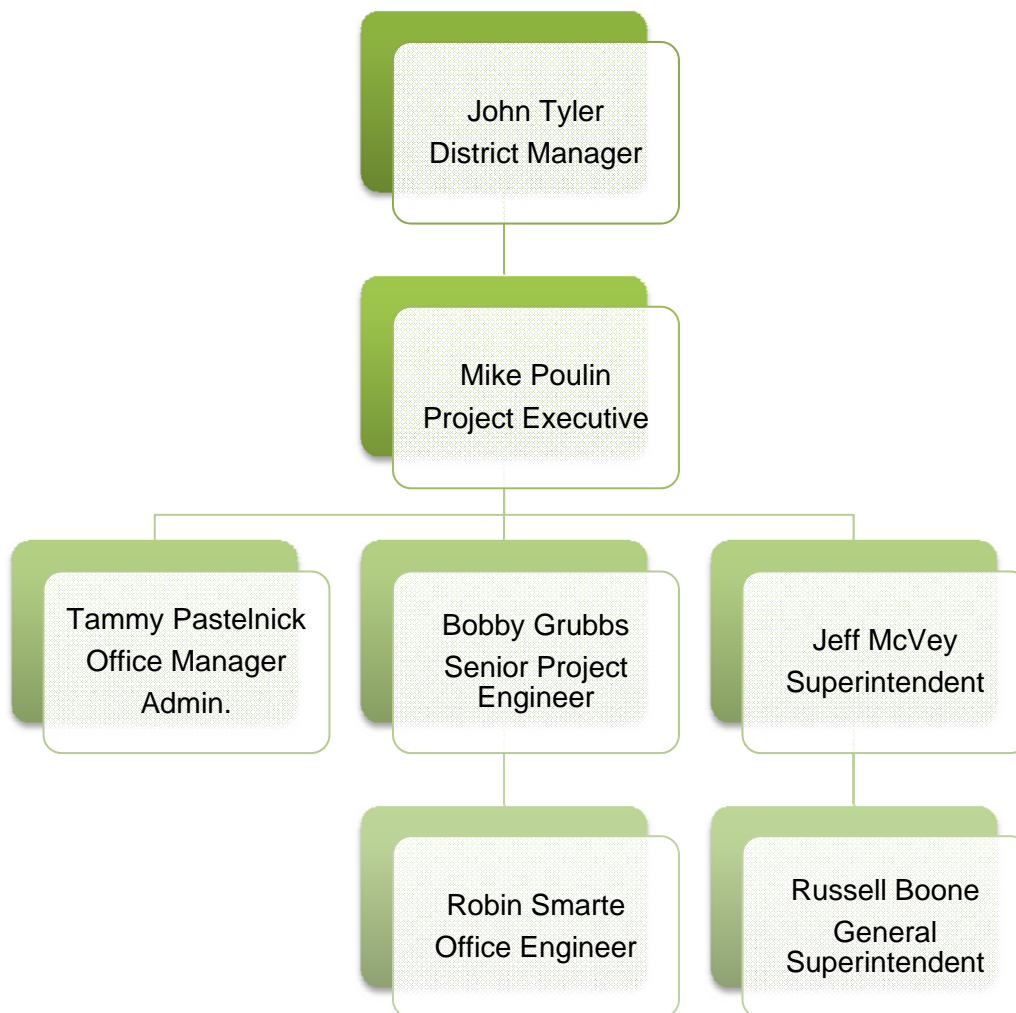 John Tyler
District Manager
Mike Poulin
Project Executive
Tammy Pastelnick
Office Manager
Admin.
Bobby Grubbs
Senior Project
Engineer
Jeff McVey
Superintendent
Robin Smarte
Office Engineer
Russell Boone
General
Superintendent